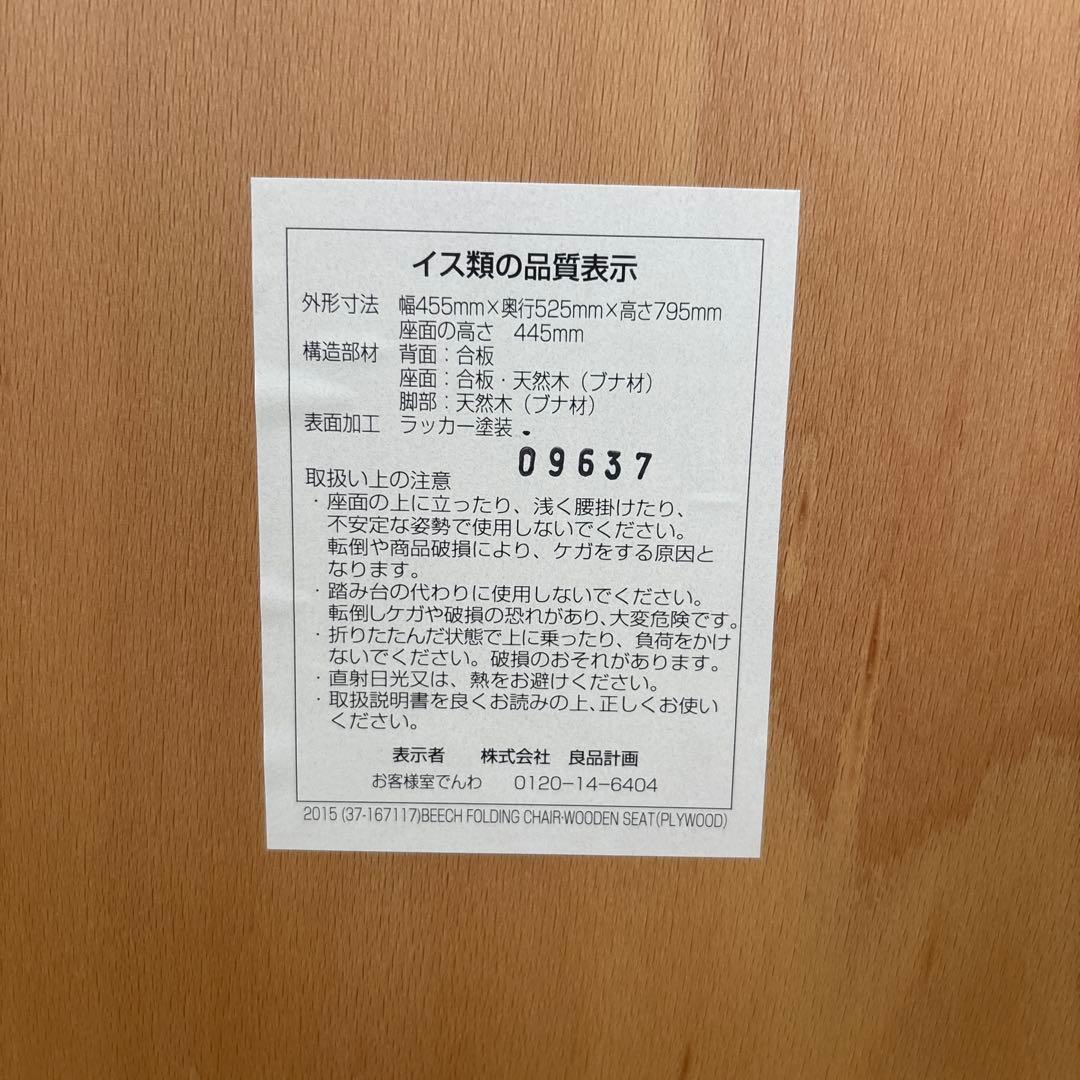 イス類の品質表示
外形寸法 幅455mm×奥行525mm×高さ795mm
座面の高さ 445mm
構造部材 背面：合板
座面：合板・天然木（ブナ材）
脚部：天然木（ブナ材）
表面加工 ラッカー塗装
09637
取扱い上の注意
・座面の上に立ったり、浅く腰掛けたり、
不安定な姿勢で使用しないでください。
転倒や商品破損により、ケガをする原因と
なります。
・踏み台の代わりに使用しないでください。
転倒しケガや破損の恐れがあり、大変危険です。
・折りたたんだ状態で上に乗ったり、負荷をかけ
ないでください。破損のおそれがあります。
・直射日光又は、熱をお避けください。
・取扱説明書を良くお読みの上、正しくお使い
ください。
表示者 株式会社 良品計画
お客様室でんわ 0120-14-6404
2015 (37-167117)BEECH FOLDING CHAIR-WOODEN SEAT(PLYWOOD)